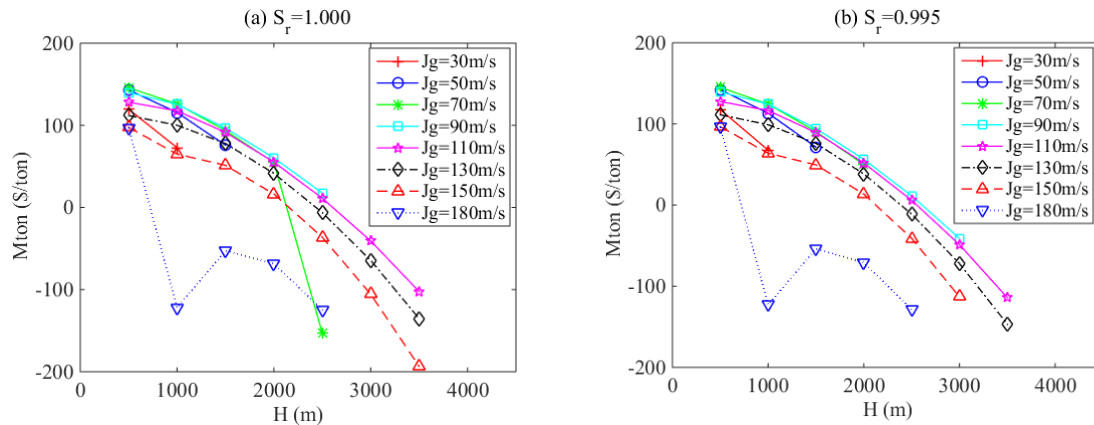 (a) S_r=1.000
200
100
0
-100
-200
0
1000
2000
3000
4000
H (m)
Mton (S/ton)
Jg=30m/s
Jg=50m/s
Jg=70m/s
Jg=90m/s
Jg=110m/s
Jg=130m/s
Jg=150m/s
Jg=180m/s
(b) S_r=0.995
200
100
0
-100
-200
0
1000
2000
3000
4000
H (m)
Mton (S/ton)
Jg=30m/s
Jg=50m/s
Jg=70m/s
Jg=90m/s
Jg=110m/s
Jg=130m/s
Jg=150m/s
Jg=180m/s